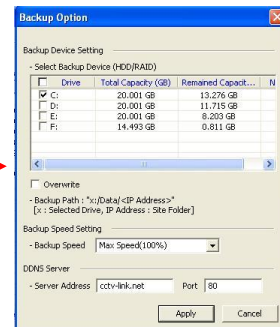 Backup Option
Backup Device Setting
- Select Backup Device (HDD/RAID)
Drive Total Capacity (GB) Remained Capacit... N
C: 20.001 GB 13.276 GB
D: 20.001 GB 11.715 GB
E: 20.001 GB 8.203 GB
F: 14.493 GB 0.811 GB
Overwrite
- Backup Path : "x:/Data/<IP Address>"
[x : Selected Drive, IP Address : Site Folder]
Backup Speed Setting
- Backup Speed Max Speed(100%)
DDNS Server
- Server Address cctv-link.net Port 80
Apply Cancel